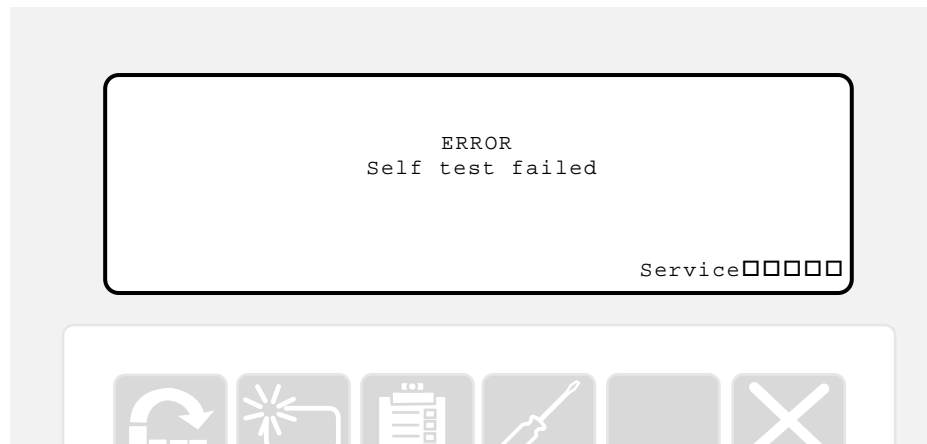 ERROR
Self test failed
Service□□□□□